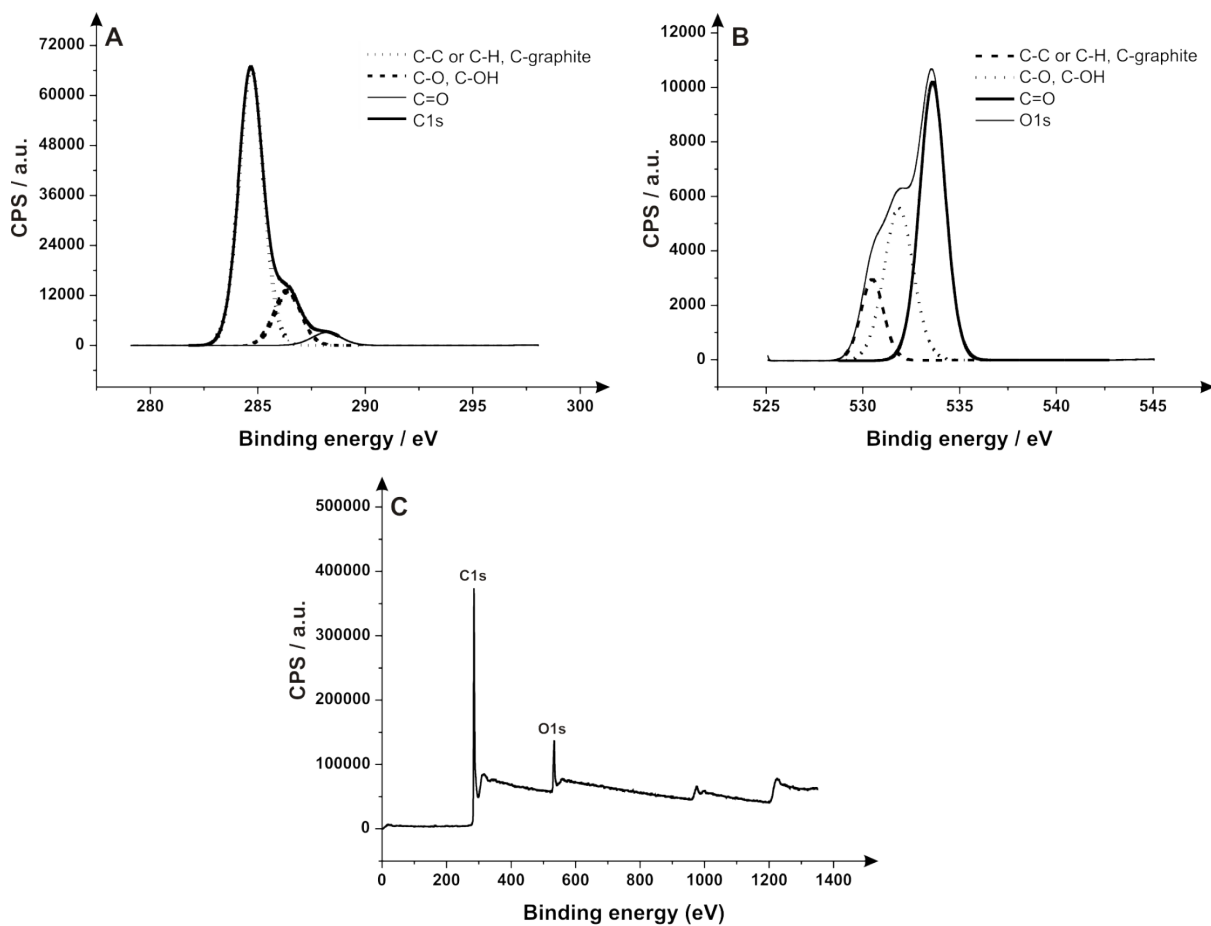 A
72000
60000
48000
36000
24000
12000
0
CPS / a.u.
C-C or C-H, C-graphite
C-O, C-OH
C=O
C1s
280 285 290 295 300
Binding energy / eV
B
12000
10000
8000
6000
4000
2000
0
CPS / a.u.
C-C or C-H, C-graphite
C-O, C-OH
C=O
O1s
525 530 535 540 545
Bindig energy / eV
C
500000
400000
300000
200000
100000
0
CPS / a.u.
C1s
O1s
0 200 400 600 800 1000 1200 1400
Binding energy (eV)